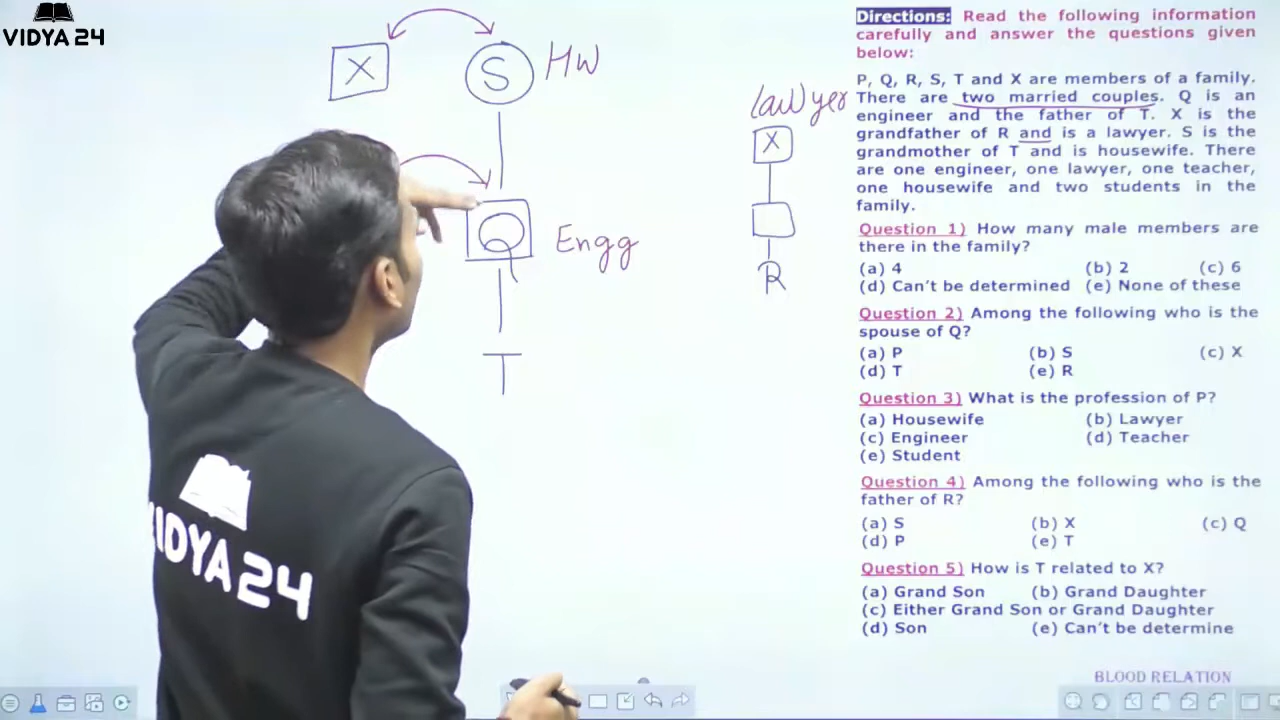 VIDYA 24
X
S
HW
Q
Engg
T
lawyer
X
R
VIDYA 24
Directions: Read the following information
carefully and answer the questions given
below:
P, Q, R, S, T and X are members of a family.
There are two married couples. Q is an
engineer and the father of T. X is the
grandfather of R and is a lawyer. S is the
grandmother of T and is housewife. There
are one engineer, one lawyer, one teacher,
one housewife and two students in the
family.
Question 1) How many male members are
there in the family?
(a) 4 (b) 2 (c) 6
(d) Can't be determined (e) None of these
Question 2) Among the following who is the
spouse of Q?
(a) P (b) S (c) X
(d) T (e) R
Question 3) What is the profession of P?
(a) Housewife (b) Lawyer
(c) Engineer (d) Teacher
(e) Student
Question 4) Among the following who is the
father of R?
(a) S (b) X (c) Q
(d) P (e) T
Question 5) How is T related to X?
(a) Grand Son (b) Grand Daughter
(c) Either Grand Son or Grand Daughter
(d) Son (e) Can't be determine
BLOOD RELATION